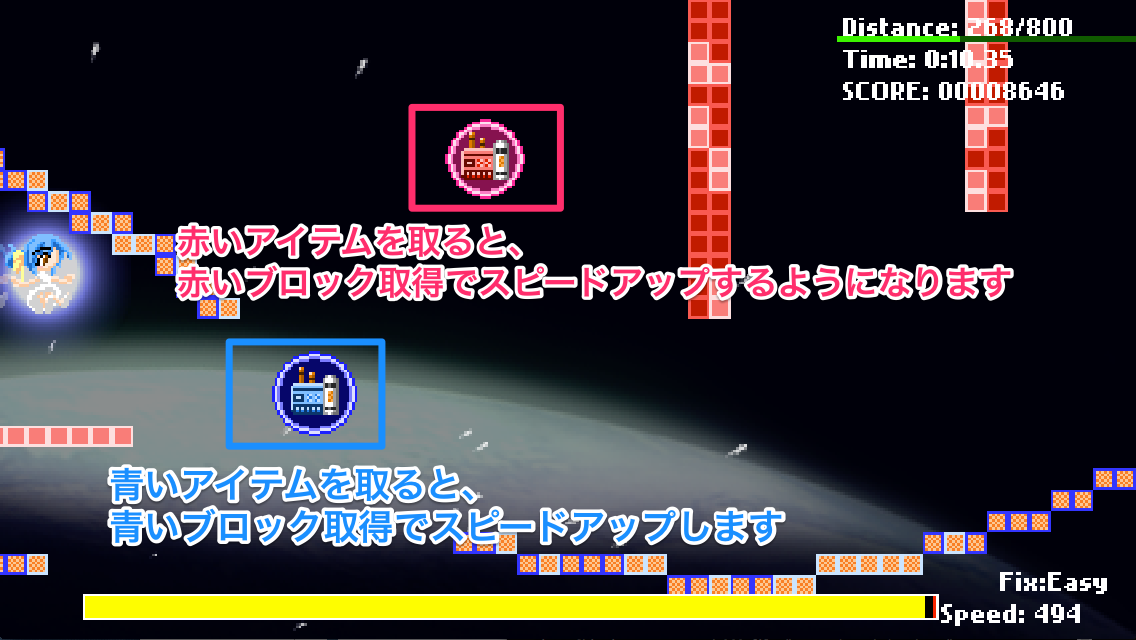 Distance: 268/800
Time: 0:10.35
SCORE: 00008646
赤いアイテムを取ると、
赤いブロック取得でスピードアップするようになります
青いアイテムを取ると、
青いブロック取得でスピードアップします
Fix:Easy
Speed: 494